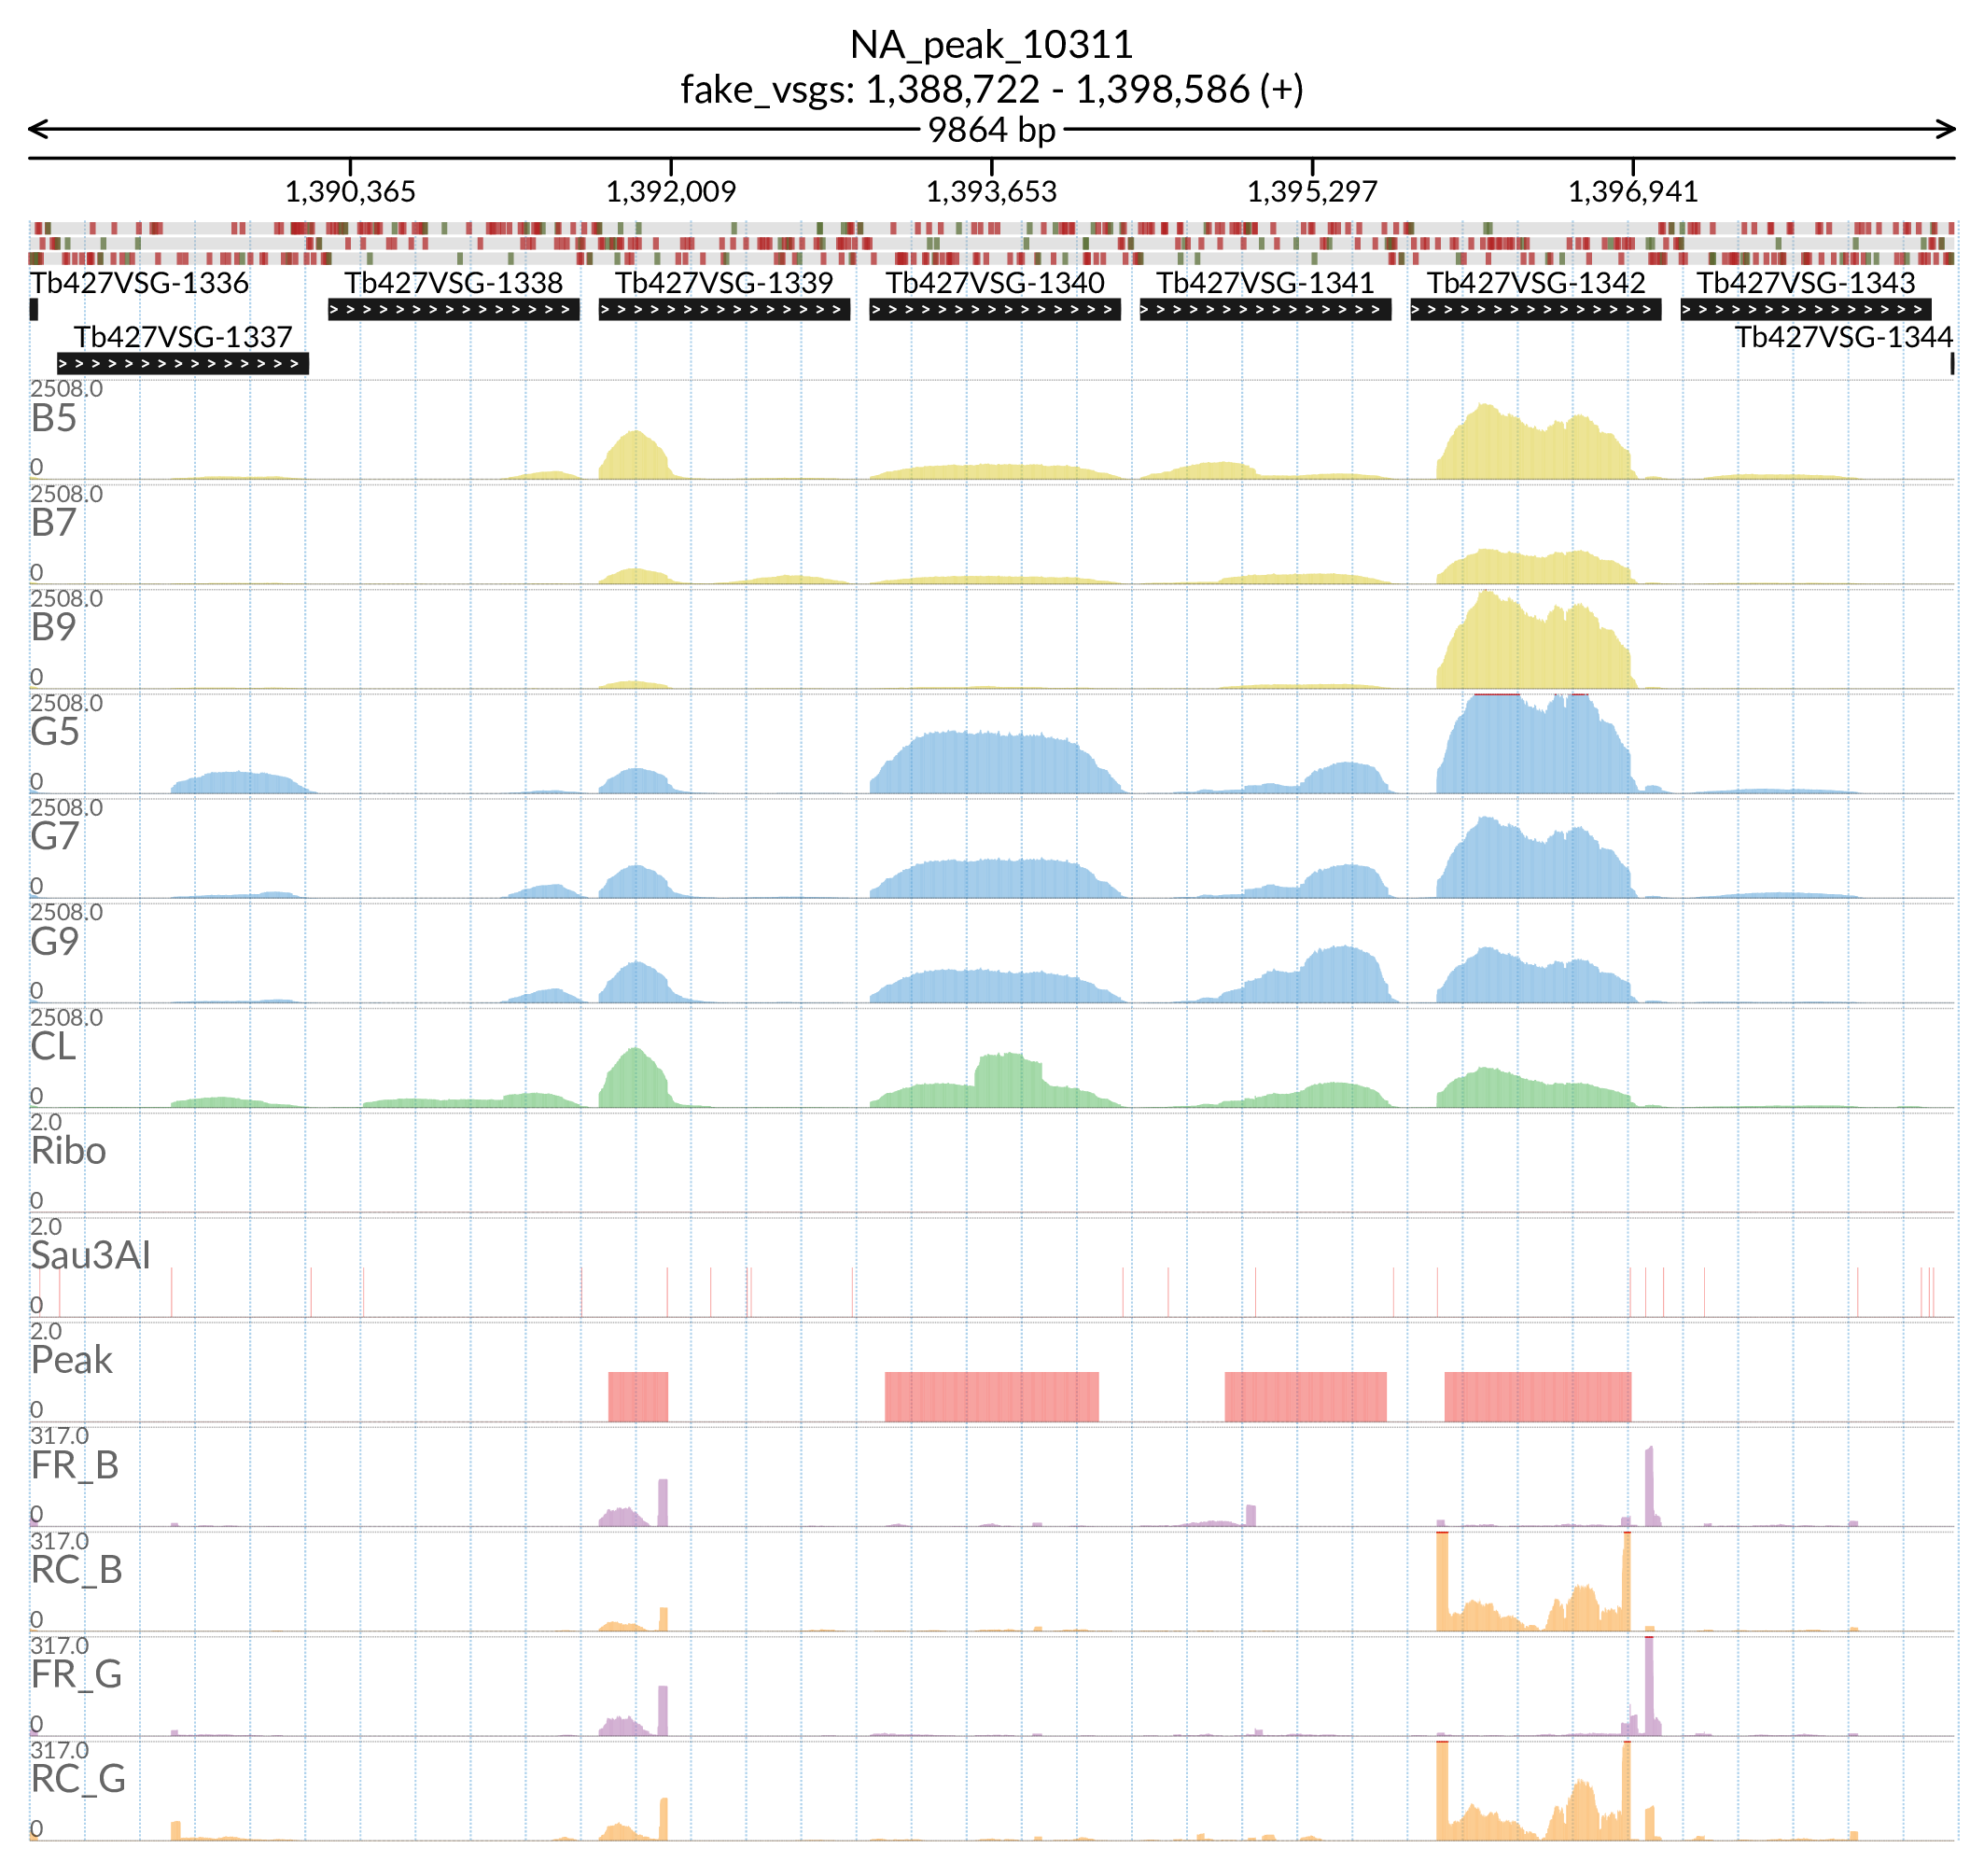 NA_peak_10311
fake_vsgs: 1,388,722 - 1,398,586 (+)
9864 bp
1,390,365 1,392,009 1,393,653 1,395,297 1,396,941
Tb427VSG-1336 Tb427VSG-1338 Tb427VSG-1339 Tb427VSG-1340 Tb427VSG-1341 Tb427VSG-1342 Tb427VSG-1343
Tb427VSG-1337 Tb427VSG-1344
2508.0
B5
0
2508.0
B7
0
2508.0
B9
0
2508.0
G5
0
2508.0
G7
0
2508.0
G9
0
2508.0
CL
0
2.0
Ribo
0
2.0
Sau3AI
0
2.0
Peak
0
317.0
FR_B
0
317.0
RC_B
0
317.0
FR_G
0
317.0
RC_G
0